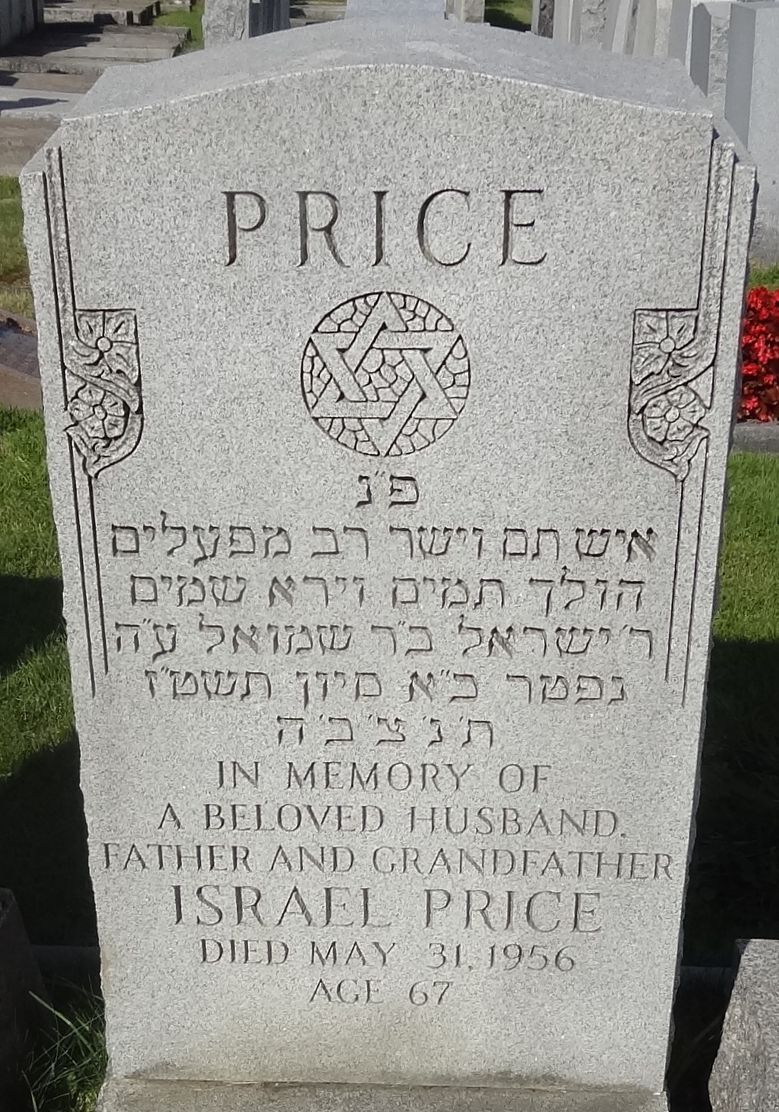 PRICE
פ"נ
איש תם וישר רב מפעלים
הולך תמים וירא שמים
ר' ישראל ב"ר שמואל ע"ה
נפטר כ"א סיון תשט"ז
ת' נ' צ' ב' ה
IN MEMORY OF
A BELOVED HUSBAND,
FATHER AND GRANDFATHER
ISRAEL PRICE
DIED MAY 31, 1956
AGE 67